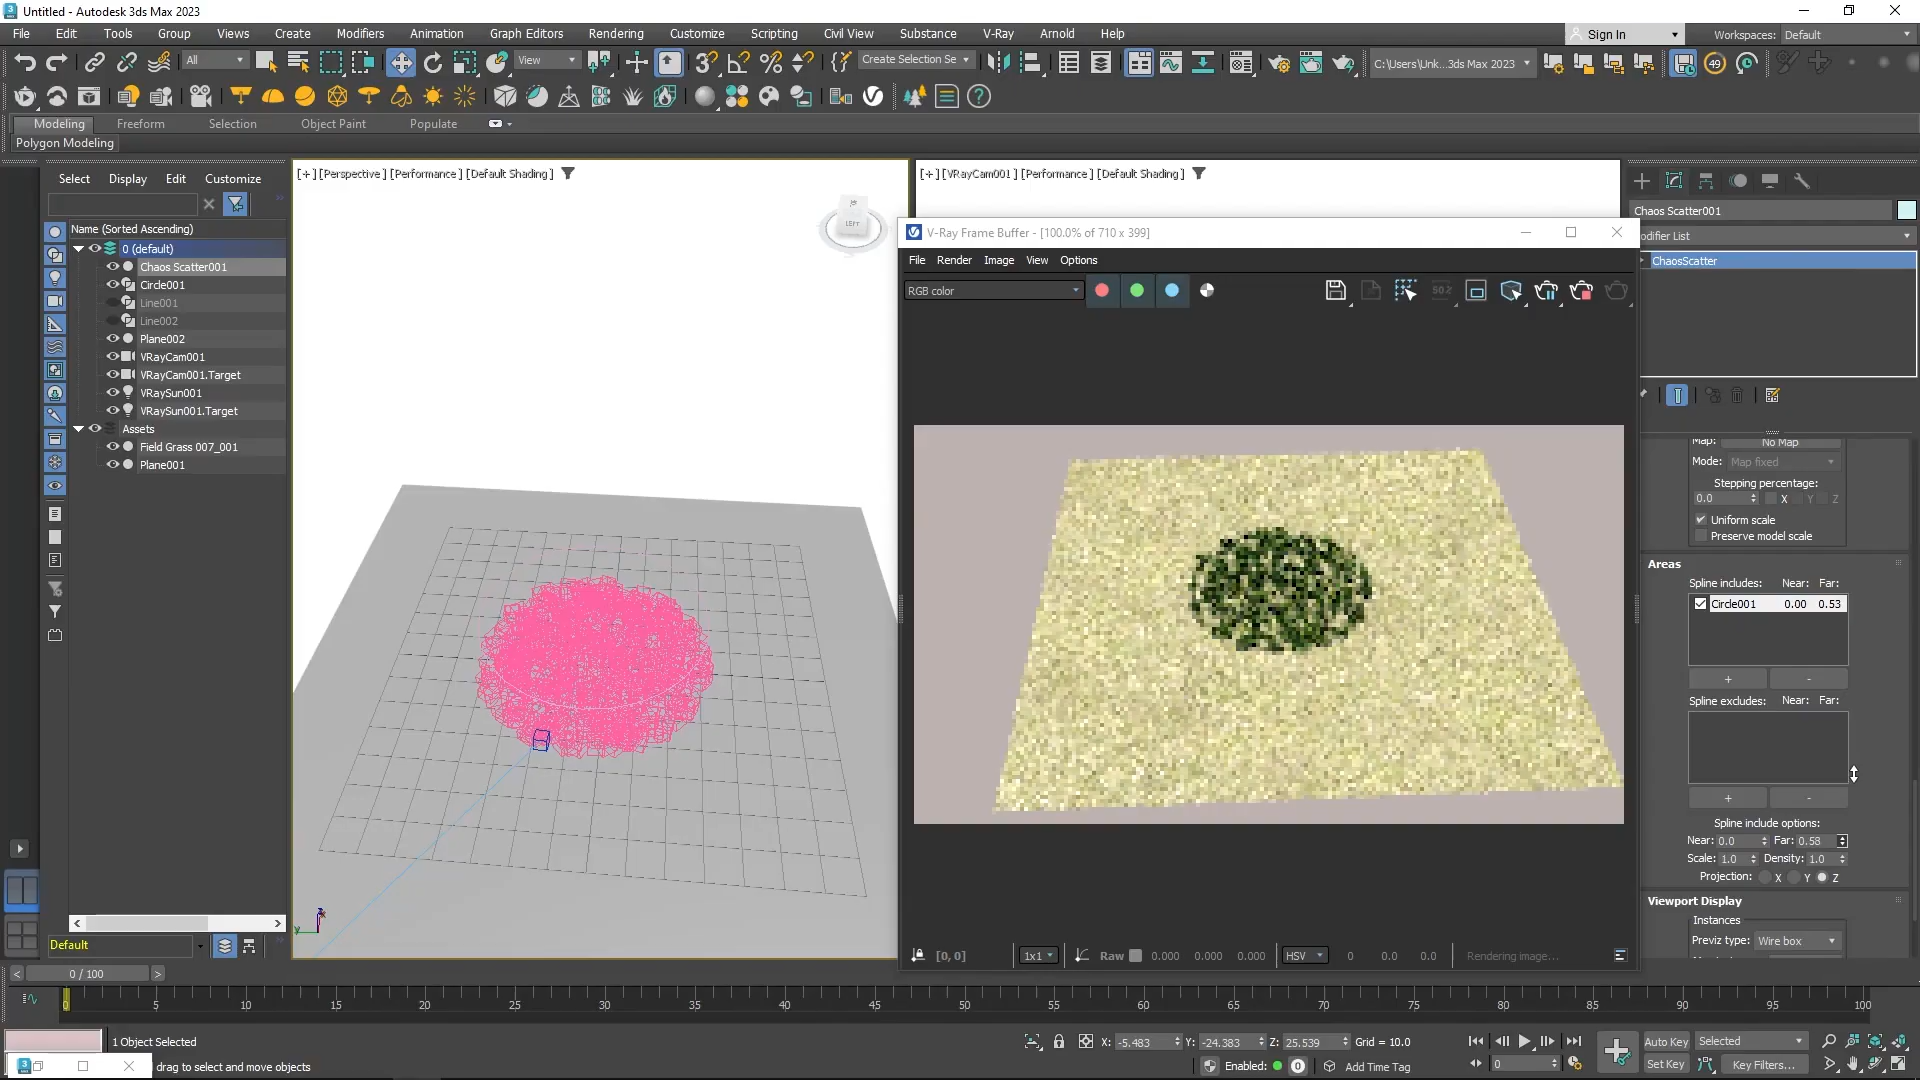 Untitled - Autodesk 3ds Max 2023
File Edit Tools Group Views Create Modifiers Animation Graph Editors Rendering Customize Scripting Civil View Substance V-Ray Arnold Help Sign In Workspaces: Default
All View Create Selection Se C:\Users\Unk...3ds Max 2023 49
Modeling Freeform Selection Object Paint Populate
Polygon Modeling
Select Display Edit Customize
Name (Sorted Ascending)
0 (default)
Chaos Scatter001
Circle001
Line001
Line002
Plane002
VRayCam001
VRayCam001.Target
VRaySun001
VRaySun001.Target
Assets
Field Grass 007_001
Plane001
Default
[+] [Perspective ] [Performance ] [Default Shading ]
LEFT
[+] [VRayCam001 ] [Performance ] [Default Shading ]
V-Ray Frame Buffer - [100.0% of 710 x 399]
File Render Image View Options
RGB color
[0, 0] 1x1 Raw 0.000 0.000 0.000 HSV 0 0.0 0.0 Rendering image...
Chaos Scatter001
odifier List
ChaosScatter
Map: No Map
Mode: Map fixed
Stepping percentage:
0.0 X Y Z
Uniform scale
Preserve model scale
Areas
Spline includes: Near: Far:
Circle001 0.00 0.53
+ -
Spline excludes: Near: Far:
+ -
Spline include options:
Near: 0.0 Far: 0.58
Scale: 1.0 Density: 1.0
Projection: X Y Z
Viewport Display
Instances
Previz type: Wire box
< 0 / 100 >
0 5 10 15 20 25 30 35 40 45 50 55 60 65 70 75 80 85 90 95 100
1 Object Selected
drag to select and move objects
X: -5.483 Y: -24.383 Z: 25.539 Grid = 10.0
Enabled: 0 Add Time Tag
0
Auto Key Selected
Set Key Key Filters...